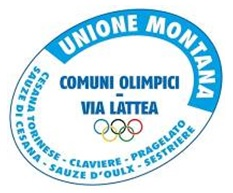 UNIONE MONTANA
COMUNI OLIMPICI
-
VIA LATTEA
CESANA TORINESE - CLAVIERE - PRAGELATO
SAUZE DI CESANA - SAUZE D'OULX - SESTRIERE